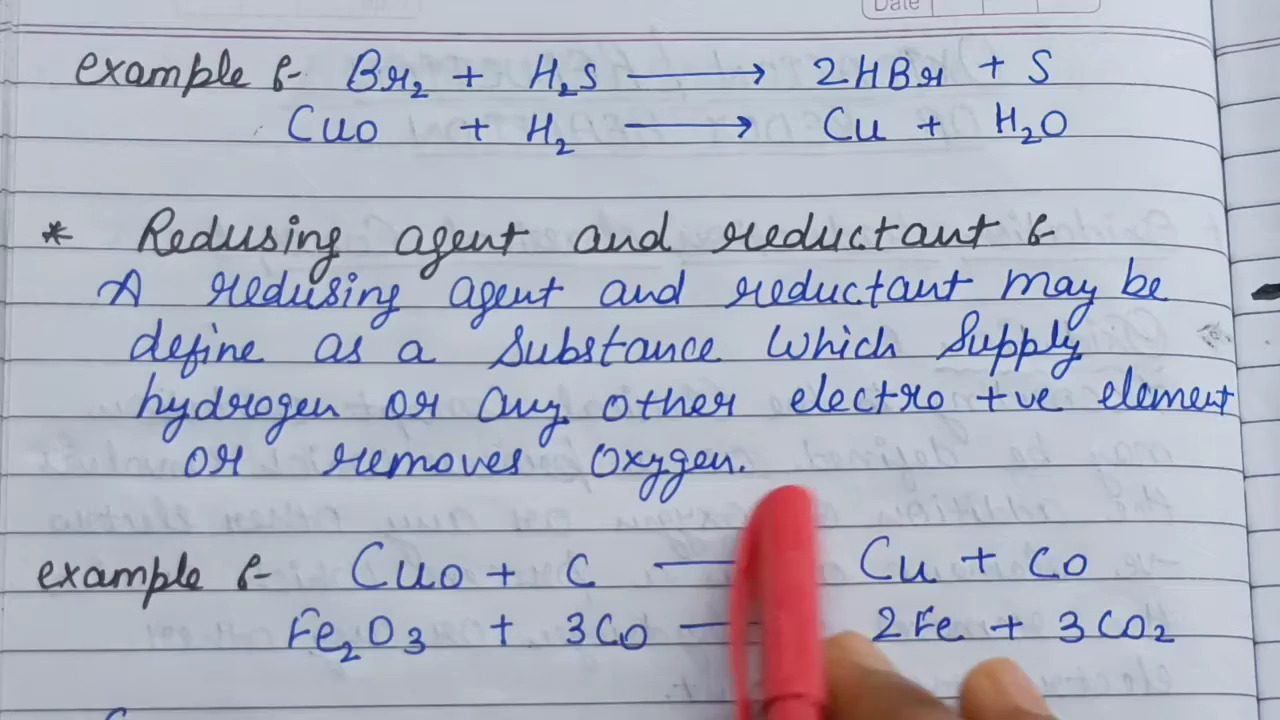 Date
example :- Br₂ + H₂S ⟶ 2HBr + S
CuO + H₂ ⟶ Cu + H₂O
* Redusing agent and reductant :-
A redusing agent and reductant may be
define as a substance which supply
hydrogen or any other electro +ve element
or removes oxygen.
example :- CuO + C — Cu + CO
Fe₂O₃ + 3CO — 2Fe + 3CO₂